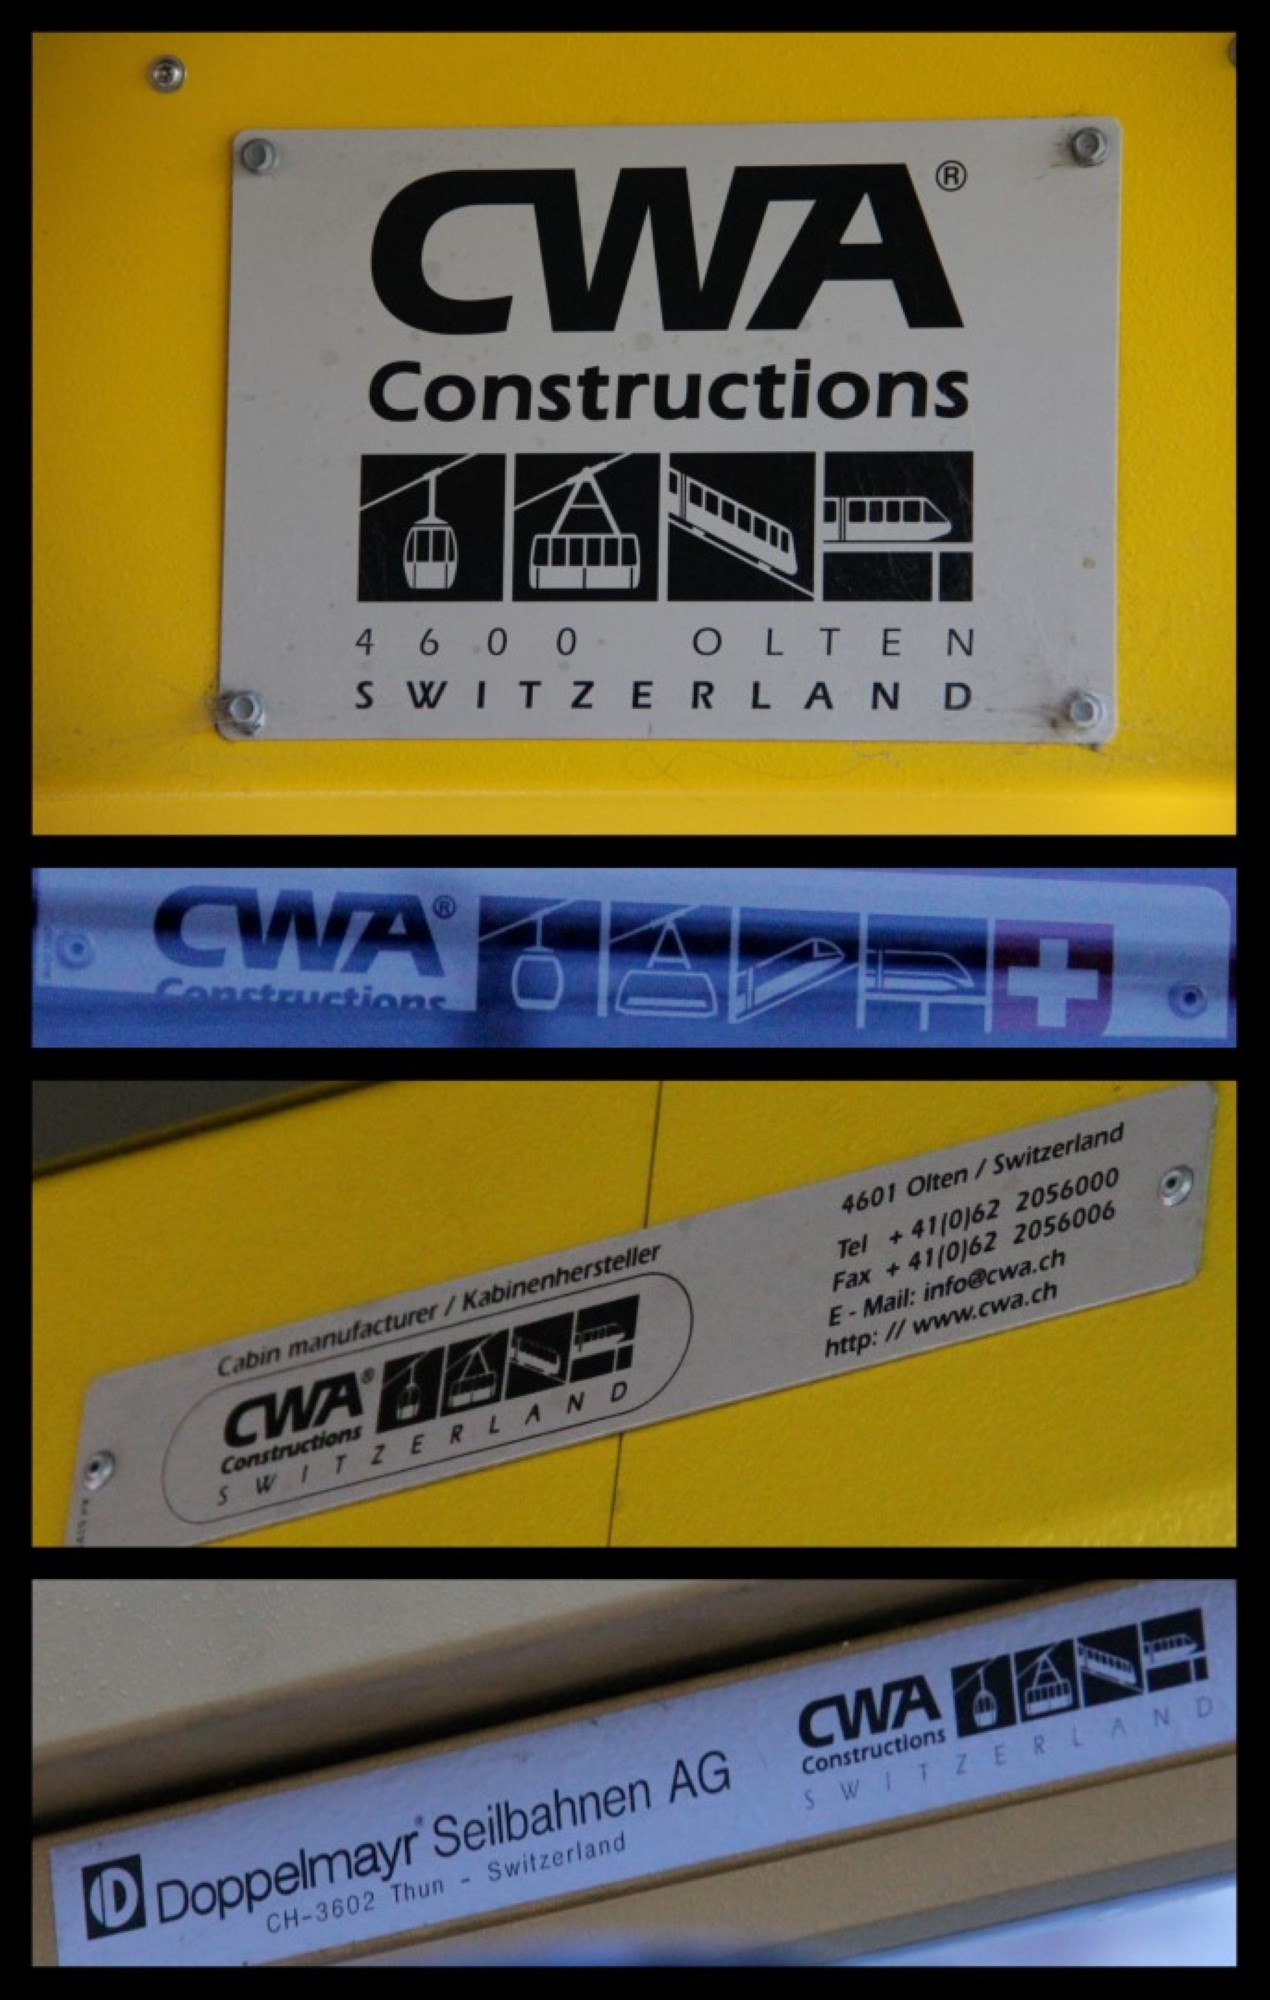 CWA®
Constructions
4600 OLTEN
SWITZERLAND
CWA®
Constructions
Cabin manufacturer / Kabinenhersteller
CWA®
Constructions
SWITZERLAND
4601 Olten / Switzerland
Tel +41(0)62 2056000
Fax +41(0)62 2056006
E - Mail: info@cwa.ch
http: // www.cwa.ch
Doppelmayr® Seilbahnen AG
CH-3602 Thun - Switzerland
CWA
Constructions
SWITZERLAND